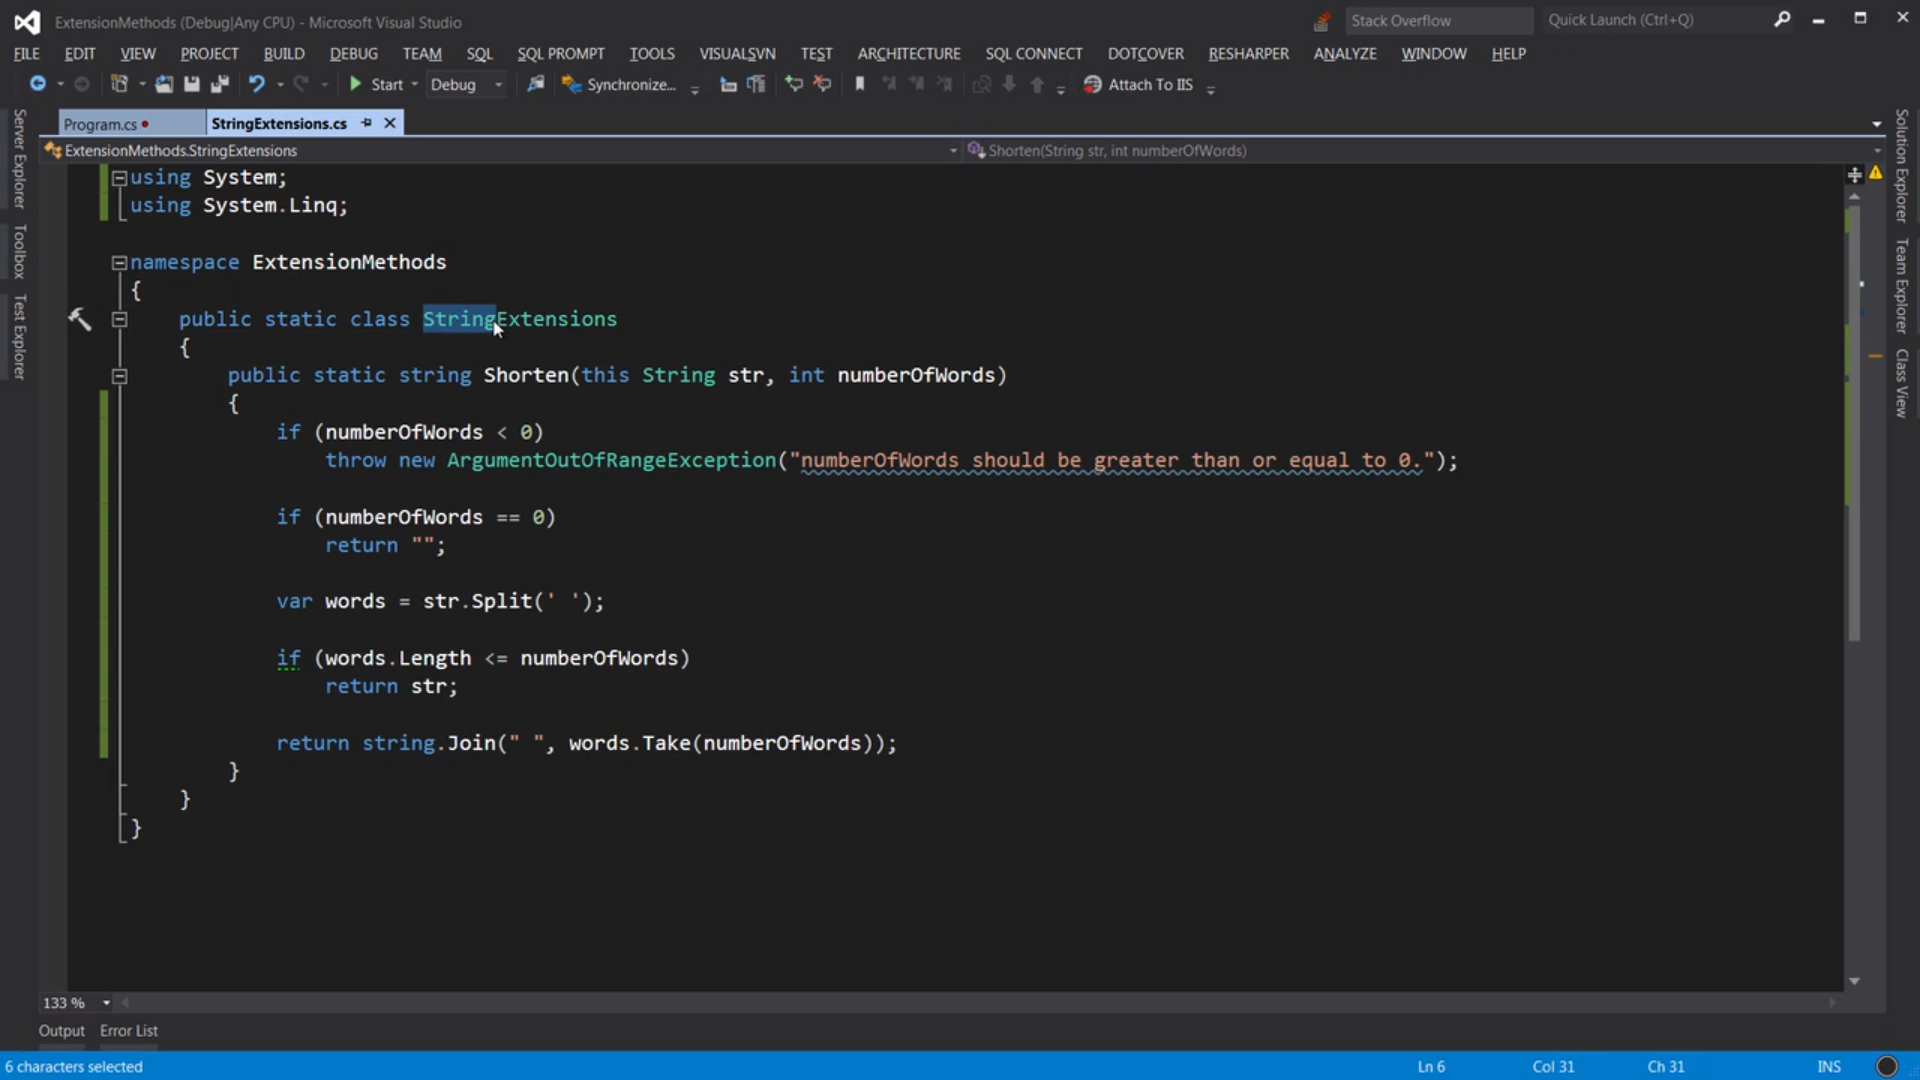 ExtensionMethods (Debug|Any CPU) - Microsoft Visual Studio
Stack Overflow
Quick Launch (Ctrl+Q)
FILE EDIT VIEW PROJECT BUILD DEBUG TEAM SQL SQL PROMPT TOOLS VISUALSVN TEST ARCHITECTURE SQL CONNECT DOTCOVER RESHARPER ANALYZE WINDOW HELP
Start Debug Synchronize... Attach To IIS
Program.cs StringExtensions.cs
ExtensionMethods.StringExtensions Shorten(String str, int numberOfWords)
Server Explorer
Toolbox
Test Explorer
using System;
using System.Linq;
namespace ExtensionMethods
{
public static class StringExtensions
{
public static string Shorten(this String str, int numberOfWords)
{
if (numberOfWords < 0)
throw new ArgumentOutOfRangeException("numberOfWords should be greater than or equal to 0.");
if (numberOfWords == 0)
return "";
var words = str.Split(' ');
if (words.Length <= numberOfWords)
return str;
return string.Join(" ", words.Take(numberOfWords));
}
}
}
Solution Explorer
Team Explorer
Class View
133 %
Output Error List
6 characters selected Ln 6 Col 31 Ch 31 INS